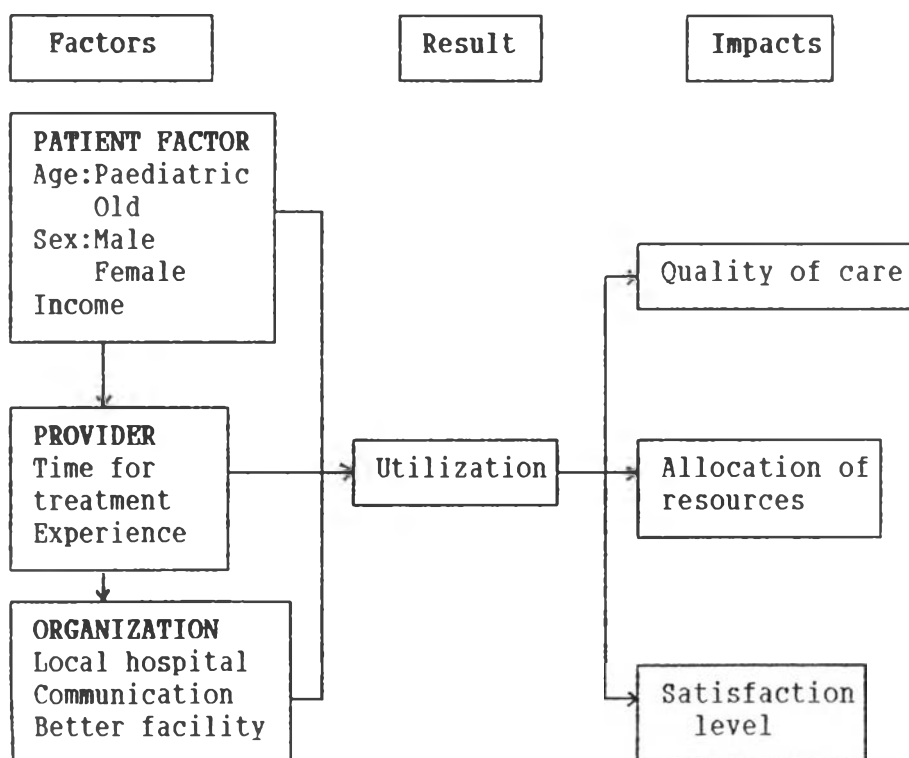 Factors
Result
Impacts
PATIENT FACTOR
Age:Paediatric
Old
Sex:Male
Female
Income
PROVIDER
Time for
treatment
Experience
ORGANIZATION
Local hospital
Communication
Better facility
Utilization
Quality of care
Allocation of
resources
Satisfaction
level